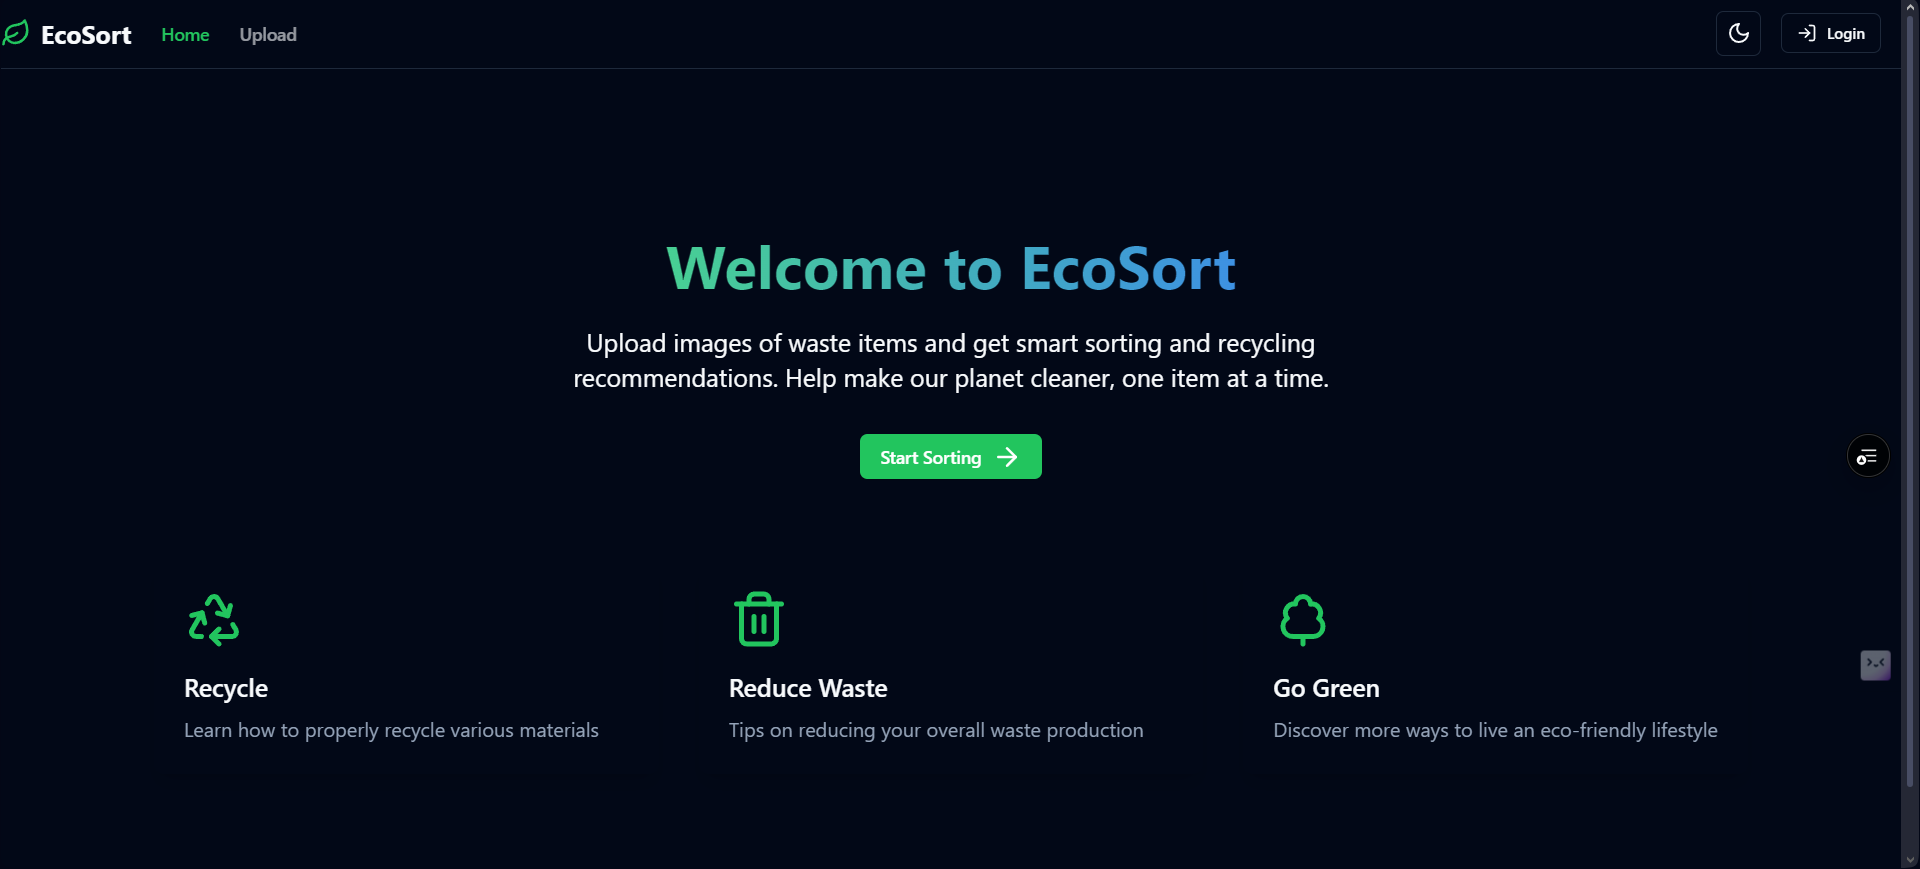 EcoSort
Home
Upload
Login
Welcome to EcoSort
Upload images of waste items and get smart sorting and recycling
recommendations. Help make our planet cleaner, one item at a time.
Start Sorting
Recycle
Learn how to properly recycle various materials
Reduce Waste
Tips on reducing your overall waste production
Go Green
Discover more ways to live an eco-friendly lifestyle